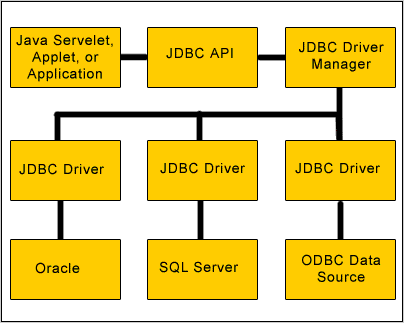 Java Servelet,
Applet, or
Application
JDBC API
JDBC Driver
Manager
JDBC Driver
JDBC Driver
JDBC Driver
Oracle
SQL Server
ODBC Data
Source